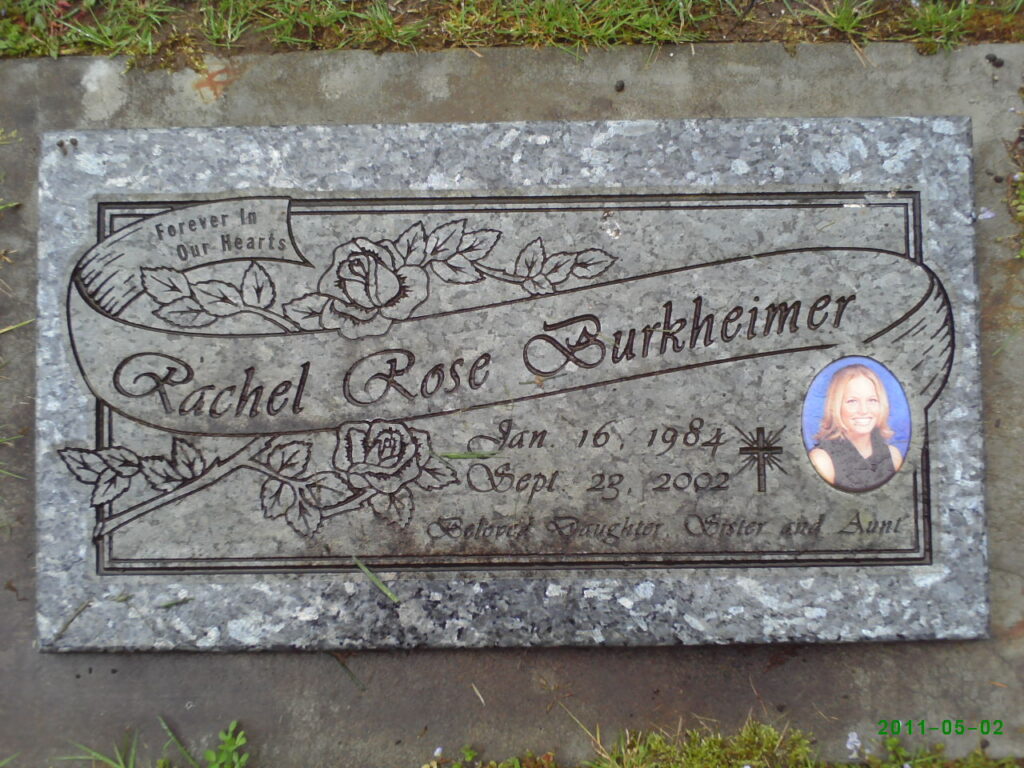 Forever In
Our Hearts
Rachel Rose Burkheimer
Jan. 16, 1984
Sept. 23, 2002
Beloved Daughter, Sister and Aunt
2011-05-02